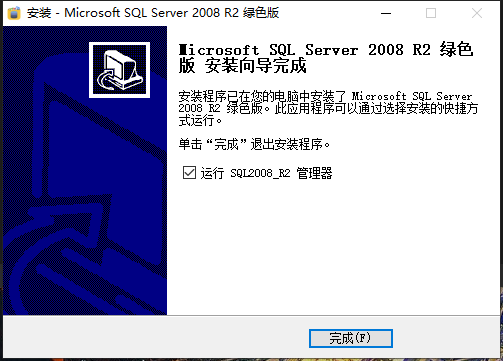 安装 - Microsoft SQL Server 2008 R2 绿色版
Microsoft SQL Server 2008 R2 绿色
版 安装向导完成
安装程序已在您的电脑中安装了 Microsoft SQL Server
2008 R2 绿色版。此应用程序可以通过选择安装的快捷方
式运行。
单击“完成”退出安装程序。
运行 SQL2008_R2 管理器
完成(F)